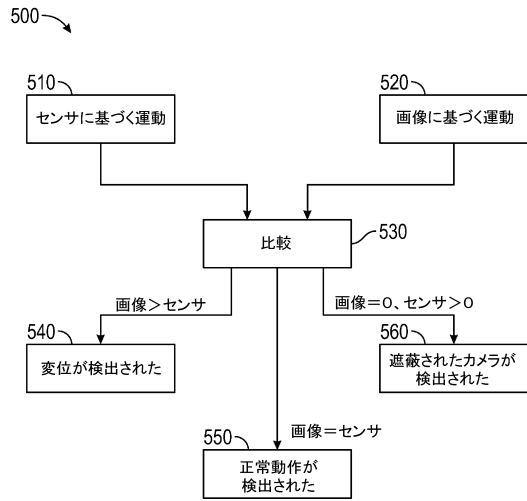 500
510
センサに基づく運動
520
画像に基づく運動
比較
530
画像>センサ
画像=0、センサ>0
540
変位が検出された
560
遮蔽されたカメラが
検出された
画像=センサ
550
正常動作が
検出された